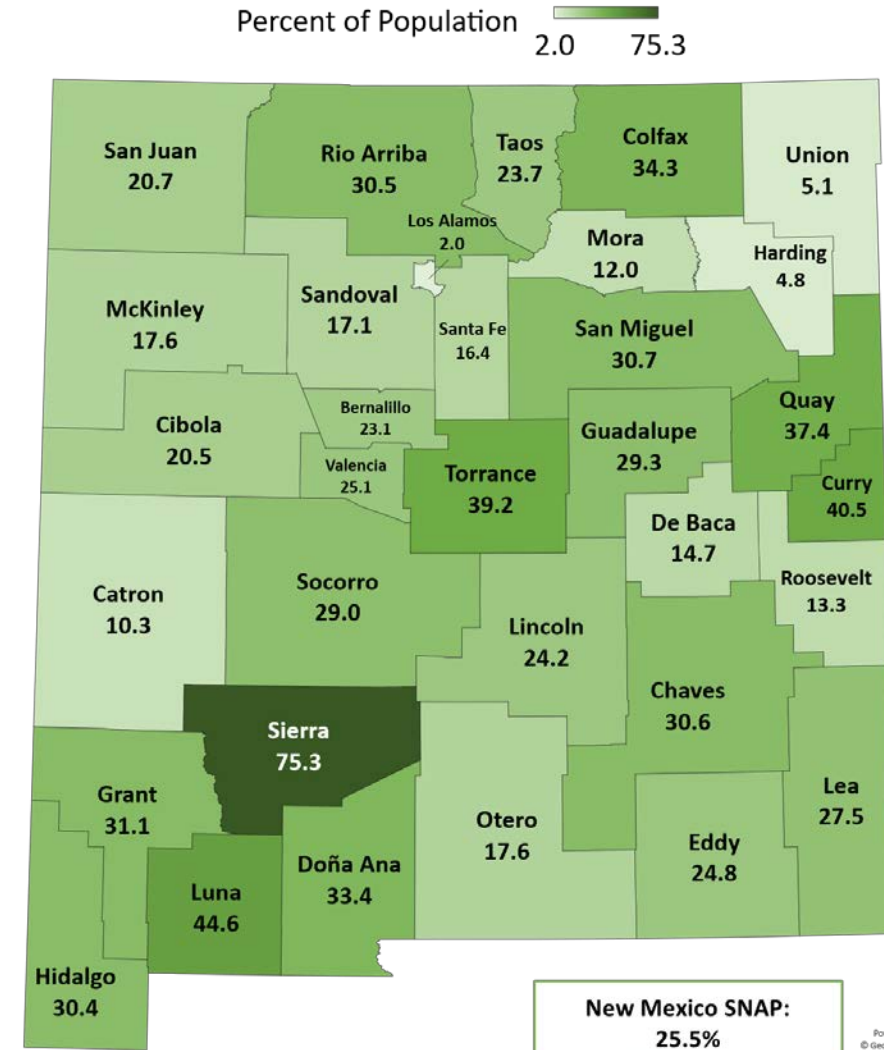 Percent of Population
2.0 75.3
San Juan
20.7
Rio Arriba
30.5
Taos
23.7
Colfax
34.3
Union
5.1
Los Alamos
2.0
Mora
12.0
Harding
4.8
McKinley
17.6
Sandoval
17.1
Santa Fe
16.4
San Miguel
30.7
Quay
37.4
Cibola
20.5
Bernalillo
23.1
Valencia
25.1
Torrance
39.2
Guadalupe
29.3
Curry
40.5
De Baca
14.7
Roosevelt
13.3
Catron
10.3
Socorro
29.0
Lincoln
24.2
Chaves
30.6
Sierra
75.3
Grant
31.1
Otero
17.6
Lea
27.5
Eddy
24.8
Luna
44.6
Doña Ana
33.4
Hidalgo
30.4
New Mexico SNAP:
25.5%